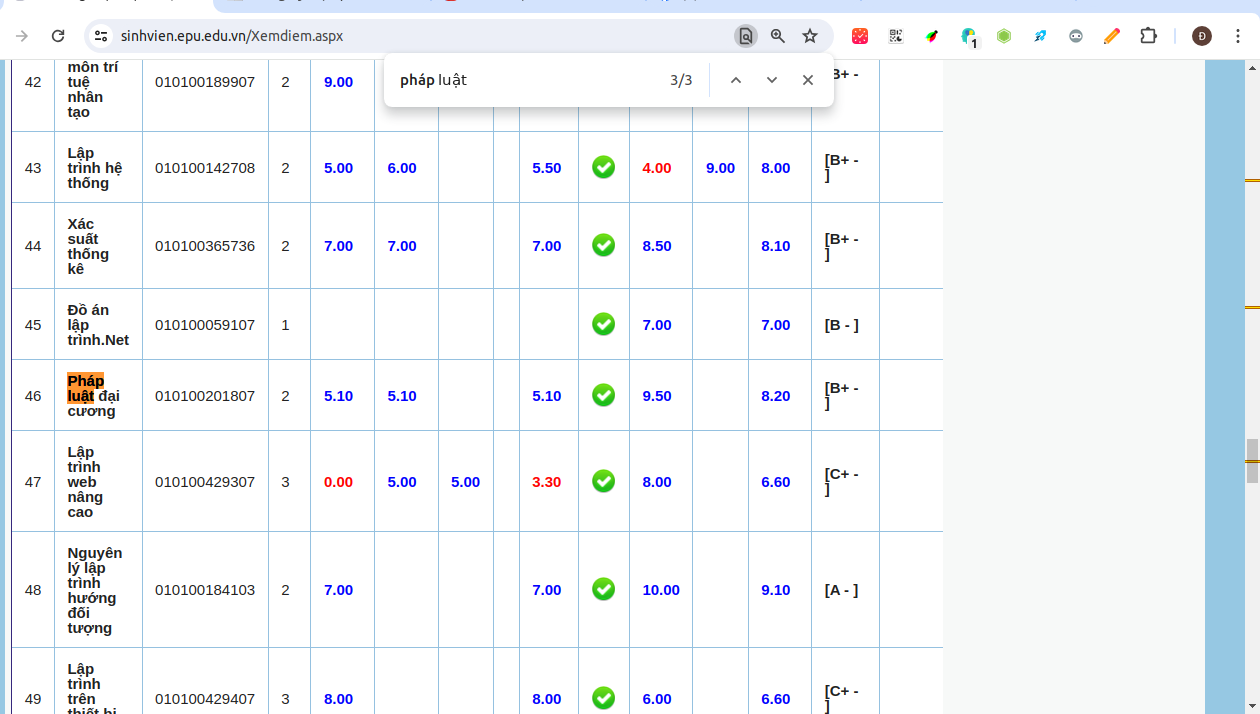 sinhvien.epu.edu.vn/Xemdiem.aspx
1
Đ
pháp luật 3/3
42 môn trí tuệ nhân tạo 010100189907 2 9.00 B+ -
43 Lập trình hệ thống 010100142708 2 5.00 6.00 5.50 4.00 9.00 8.00 [B+ - ]
44 Xác suất thống kê 010100365736 2 7.00 7.00 7.00 8.50 8.10 [B+ - ]
45 Đồ án lập trình.Net 010100059107 1 7.00 7.00 [B - ]
46 Pháp luật đại cương 010100201807 2 5.10 5.10 5.10 9.50 8.20 [B+ - ]
47 Lập trình web nâng cao 010100429307 3 0.00 5.00 5.00 3.30 8.00 6.60 [C+ - ]
48 Nguyên lý lập trình hướng đối tượng 010100184103 2 7.00 7.00 10.00 9.10 [A - ]
49 Lập trình trên thiết bị 010100429407 3 8.00 8.00 6.00 6.60 [C+ - ]